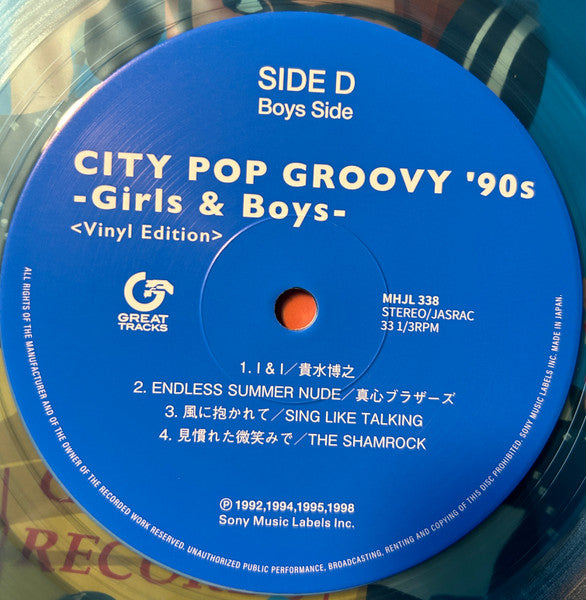 SIDE D
Boys Side
CITY POP GROOVY '90s
-Girls & Boys-
<Vinyl Edition>
GREAT
TRACKS
MHJL 338
STEREO/JASRAC
33 1/3RPM
1. I & I／貴水博之
2. ENDLESS SUMMER NUDE／真心ブラザーズ
3. 風に抱かれて／SING LIKE TALKING
4. 見慣れた微笑みで／THE SHAMROCK
Ⓟ 1992,1994,1995,1998
Sony Music Labels Inc.
ALL RIGHTS OF THE MANUFACTURER AND OF THE OWNER OF THE RECORDED WORK RESERVED. UNAUTHORIZED PUBLIC PERFORMANCE, BROADCASTING, RENTING AND COPYING OF THIS DISC PROHIBITED. SONY MUSIC LABELS INC. MADE IN JAPAN.